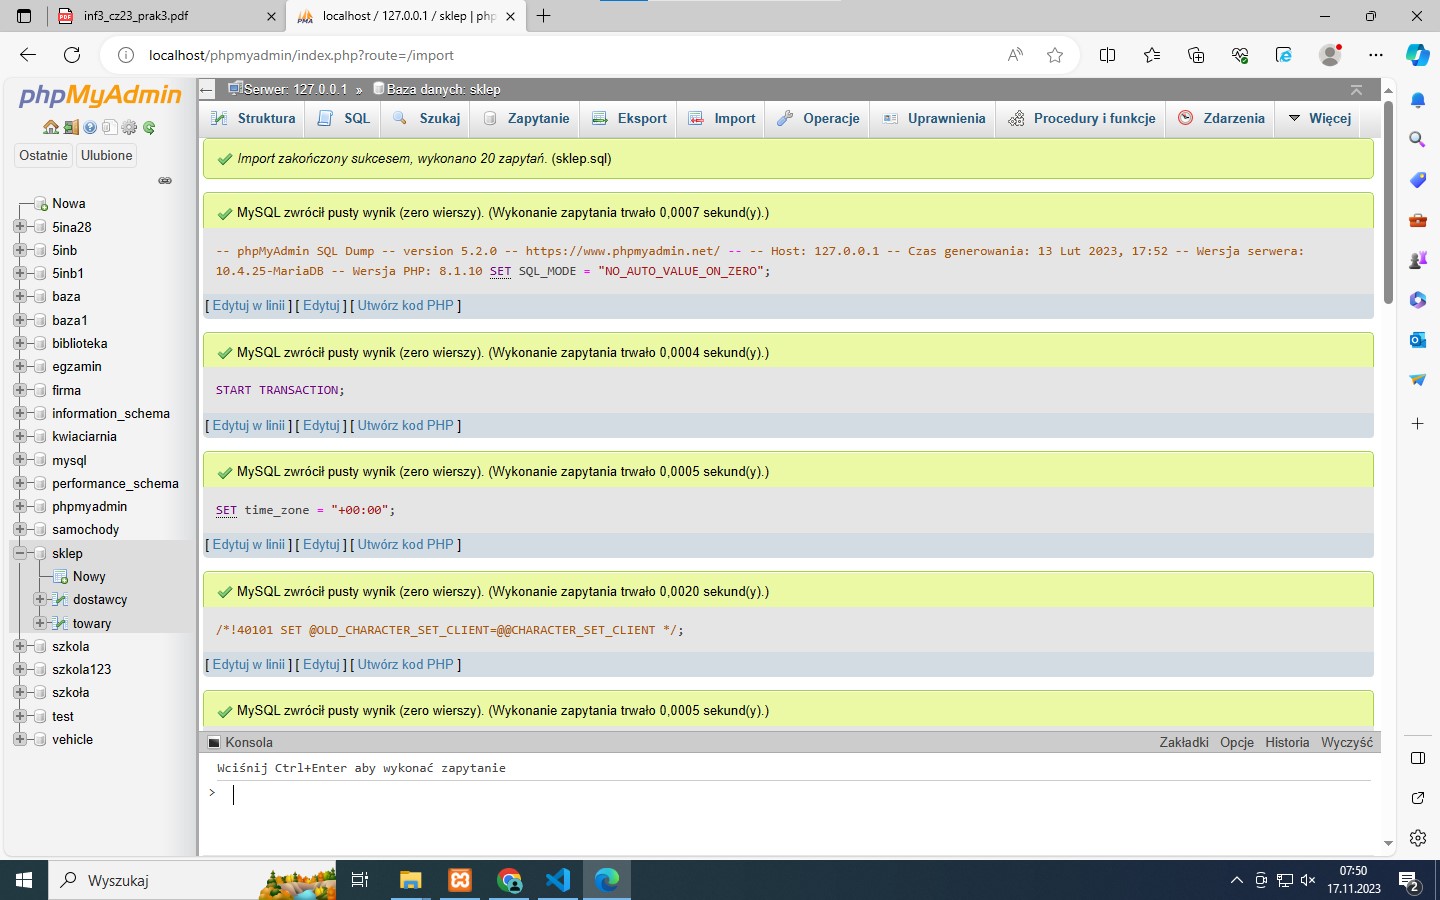 inf3_cz23_prak3.pdf
localhost / 127.0.0.1 / sklep | php
localhost/phpmyadmin/index.php?route=/import
phpMyAdmin
Ostatnie
Ulubione
Nowa
5ina28
5inb
5inb1
baza
baza1
biblioteka
egzamin
firma
information_schema
kwiaciarnia
mysql
performance_schema
phpmyadmin
samochody
sklep
Nowy
dostawcy
towary
szkola
szkola123
szkoła
test
vehicle
Serwer: 127.0.0.1 » Baza danych: sklep
Struktura SQL Szukaj Zapytanie Eksport Import Operacje Uprawnienia Procedury i funkcje Zdarzenia Więcej
Import zakończony sukcesem, wykonano 20 zapytań. (sklep.sql)
MySQL zwrócił pusty wynik (zero wierszy). (Wykonanie zapytania trwało 0,0007 sekund(y).)
-- phpMyAdmin SQL Dump -- version 5.2.0 -- https://www.phpmyadmin.net/ -- -- Host: 127.0.0.1 -- Czas generowania: 13 Lut 2023, 17:52 -- Wersja serwera:
10.4.25-MariaDB -- Wersja PHP: 8.1.10 SET SQL_MODE = "NO_AUTO_VALUE_ON_ZERO";
[ Edytuj w linii ] [ Edytuj ] [ Utwórz kod PHP ]
MySQL zwrócił pusty wynik (zero wierszy). (Wykonanie zapytania trwało 0,0004 sekund(y).)
START TRANSACTION;
[ Edytuj w linii ] [ Edytuj ] [ Utwórz kod PHP ]
MySQL zwrócił pusty wynik (zero wierszy). (Wykonanie zapytania trwało 0,0005 sekund(y).)
SET time_zone = "+00:00";
[ Edytuj w linii ] [ Edytuj ] [ Utwórz kod PHP ]
MySQL zwrócił pusty wynik (zero wierszy). (Wykonanie zapytania trwało 0,0020 sekund(y).)
/*!40101 SET @OLD_CHARACTER_SET_CLIENT=@@CHARACTER_SET_CLIENT */;
[ Edytuj w linii ] [ Edytuj ] [ Utwórz kod PHP ]
MySQL zwrócił pusty wynik (zero wierszy). (Wykonanie zapytania trwało 0,0005 sekund(y).)
Konsola
Zakładki Opcje Historia Wyczyść
Wciśnij Ctrl+Enter aby wykonać zapytanie
>
Wyszukaj
07:50
17.11.2023
2